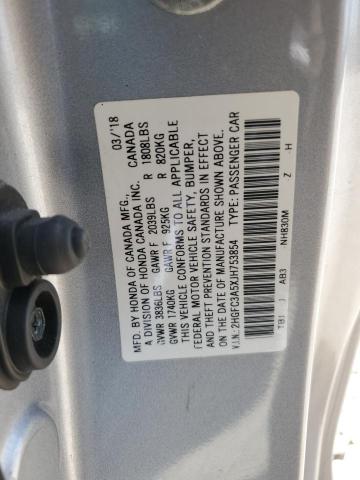 MFD. BY HONDA OF CANADA MFG., 03/'18
A DIVISION OF HONDA CANADA INC. CANADA
GVWR 3836LBS GAWR F 2039LBS R 1808LBS
GVWR 1740KG GAWR F 925KG R 820KG
THIS VEHICLE CONFORMS TO ALL APPLICABLE
FEDERAL MOTOR VEHICLE SAFETY, BUMPER,
AND THEFT PREVENTION STANDARDS IN EFFECT
ON THE DATE OF MANUFACTURE SHOWN ABOVE.
V.I.N.: 2HGFC3A5XJH753854 TYPE: PASSENGER CAR
TBJ J AB3 NH830M Z H